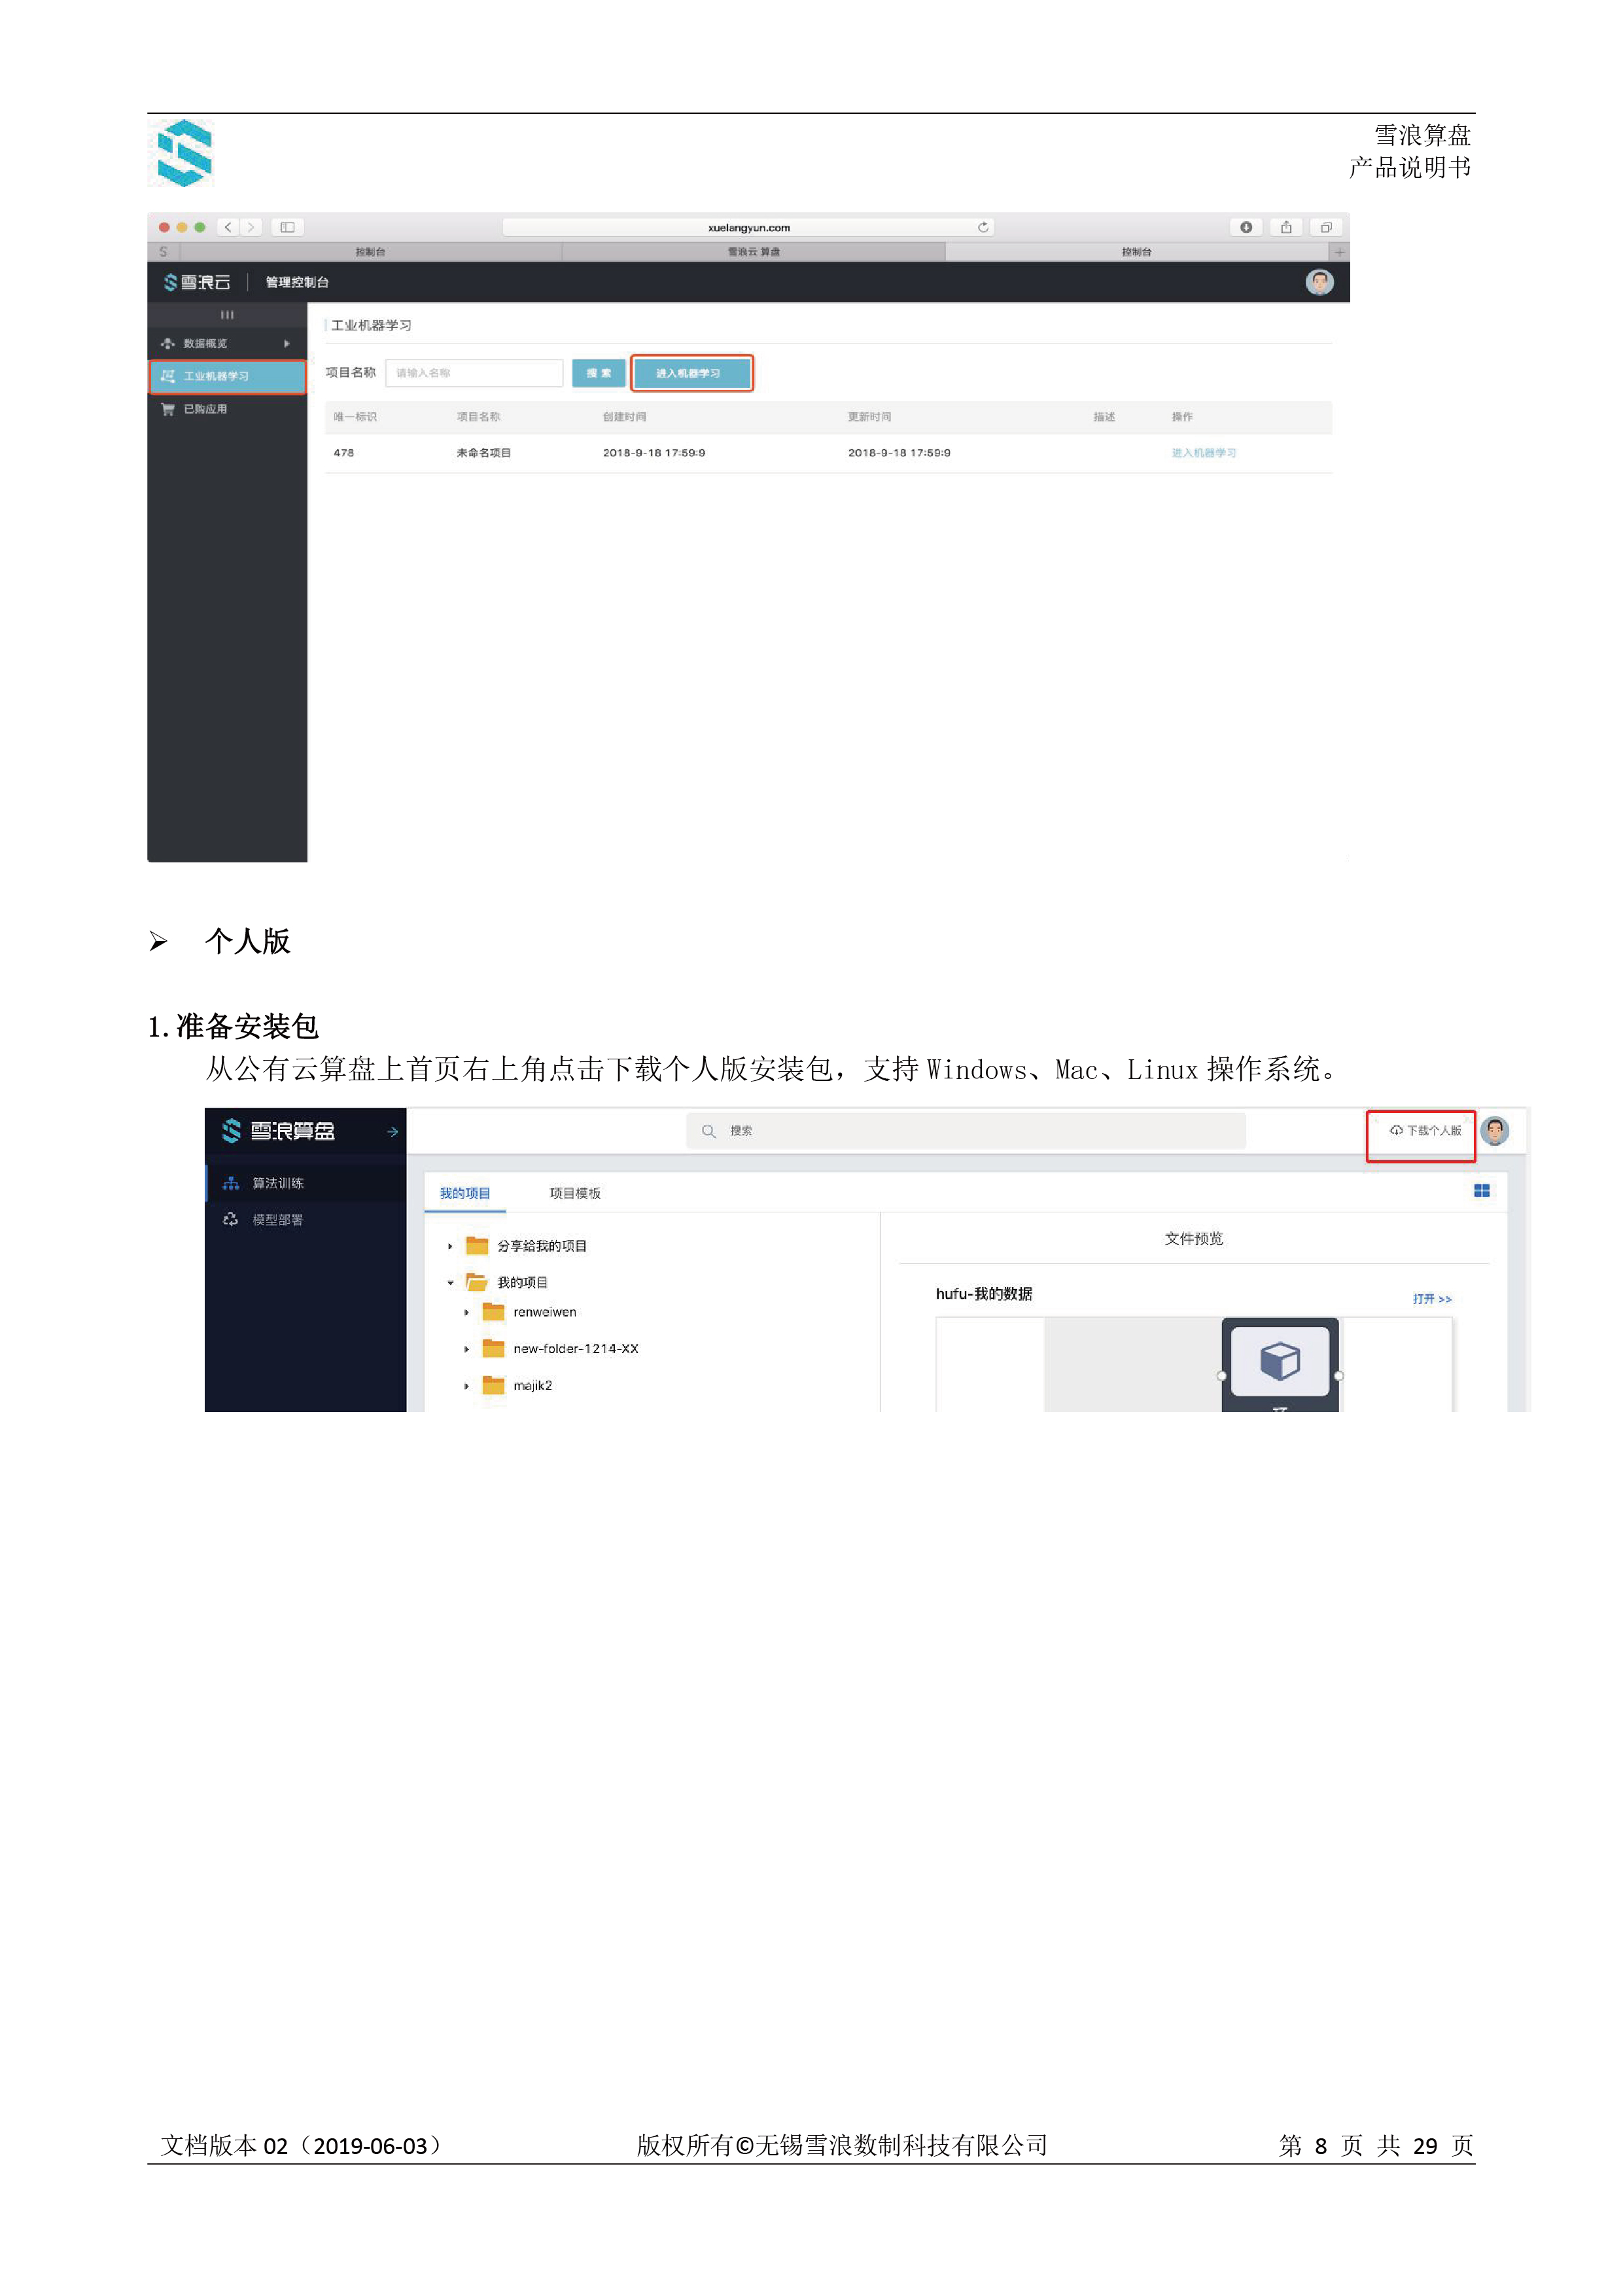 雪浪算盘
产品说明书
xuelangyun.com
控制台 雪浪云 算盘 控制台
雪浪云 管理控制台
工业机器学习
数据概览
项目名称 请输入名称 搜索 进入机器学习
工业机器学习
已购应用
唯一标识 项目名称 创建时间 更新时间 描述 操作
478 未命名项目 2018-9-18 17:59:9 2018-9-18 17:59:9 进入机器学习
➢ 个人版
1.准备安装包
从公有云算盘上首页右上角点击下载个人版安装包，支持 Windows、Mac、Linux 操作系统。
雪浪算盘 → 搜索 下载个人版
算法训练
我的项目 项目模板
模型部署
文件预览
分享给我的项目
我的项目
hufu-我的数据 打开 >>
renweiwen
new-folder-1214-XX
majik2
文档版本 02（2019-06-03） 版权所有©无锡雪浪数制科技有限公司 第 8 页 共 29 页